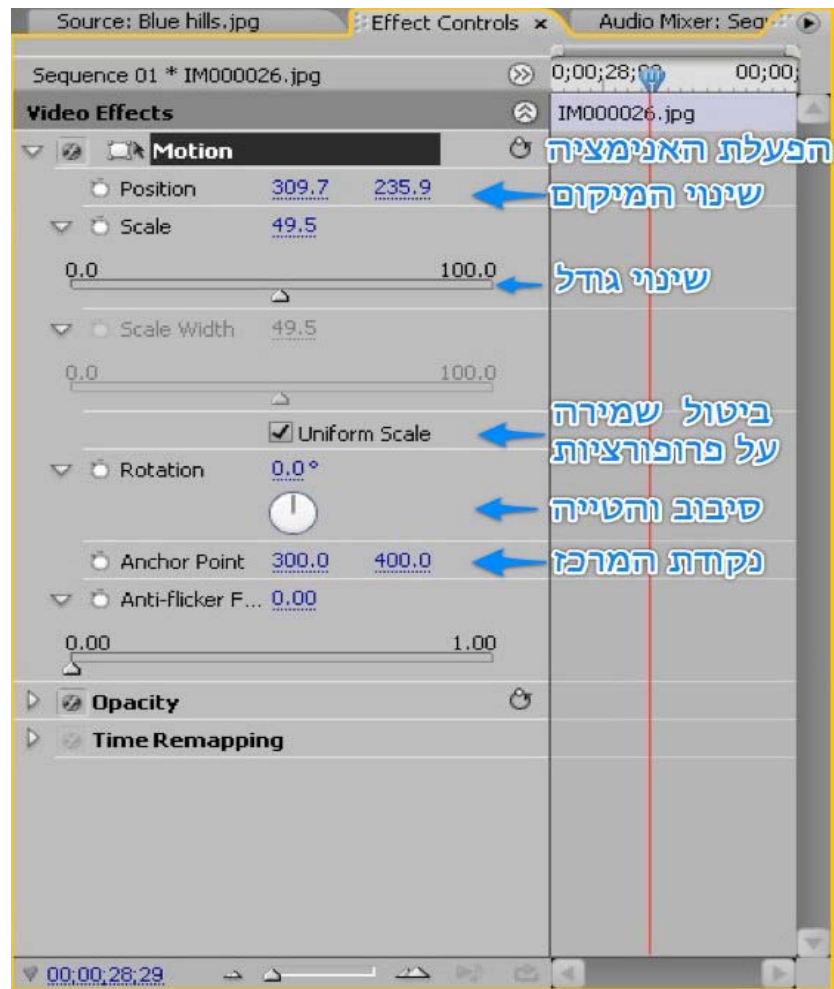 Source: Blue hills.jpg Effect Controls × Audio Mixer: Seq
Sequence 01 * IM000026.jpg 0;00;28; 00;00;
Video Effects IM000026.jpg
Motion הפעלת האנימציה
Position 309.7 235.9 שינוי המיקום
Scale 49.5
0.0 100.0 שינוי גודל
Scale Width 49.5
0.0 100.0
ביטול שמירה
Uniform Scale
על פרופורציות
Rotation 0.0°
סיבוב והטייה
Anchor Point 300.0 400.0 נקודת המרכז
Anti-flicker F... 0.00
0.00 1.00
Opacity
Time Remapping
00;00;28;29